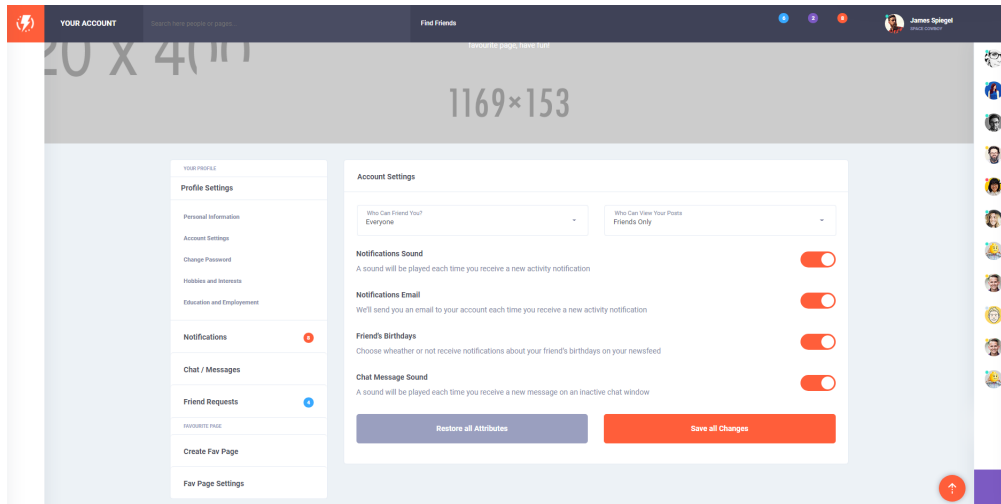 YOUR ACCOUNT
Search here people or pages...
Find Friends
James Spiegel
SPACE COWBOY
favourite page, have fun!
1169×153
YOUR PROFILE
Profile Settings
Personal Information
Account Settings
Change Password
Hobbies and Interests
Education and Employement
Notifications
8
Chat / Messages
Friend Requests
4
FAVOURITE PAGE
Create Fav Page
Fav Page Settings
Account Settings
Who Can Friend You?
Everyone
Who Can View Your Posts
Friends Only
Notifications Sound
A sound will be played each time you receive a new activity notification
Notifications Email
We'll send you an email to your account each time you receive a new activity notification
Friend's Birthdays
Choose wheather or not receive notifications about your friend's birthdays on your newsfeed
Chat Message Sound
A sound will be played each time you receive a new message on an inactive chat window
Restore all Attributes
Save all Changes